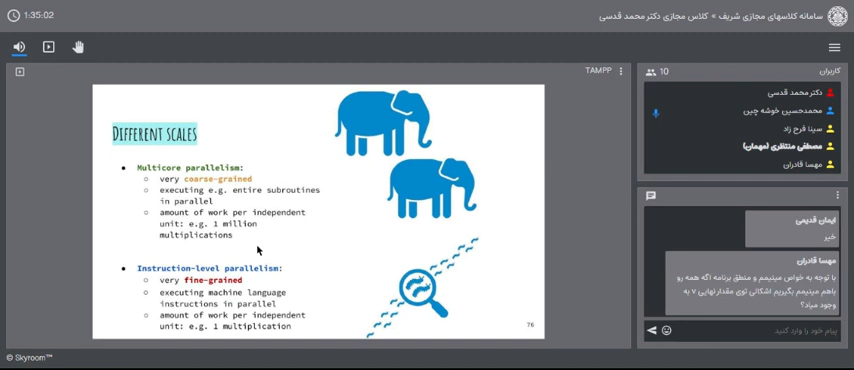 1:35:02
سامانه کلاسهای مجازی شریف » کلاس مجازی دکتر محمد قدسی
TAMPP
DIFFERENT SCALES
● Multicore parallelism:
○ very coarse-grained
○ executing e.g. entire subroutines
in parallel
○ amount of work per independent
unit: e.g. 1 million
multiplications
● Instruction-level parallelism:
○ very fine-grained
○ executing machine language
instructions in parallel
○ amount of work per independent
unit: e.g. 1 multiplication
76
کاربران
10
دکتر محمد قدسی
محمدحسین خوشه چین
سینا فرح زاد
مصطفی منتظری (مهمان)
مهسا قادران
ایمان قدیمی
خیر
مهسا قادران
با توجه به خواص مینیمم و منطق برنامه اگه همه رو
باهم مینیمم بگیریم اشکالی توی مقدار نهایی ۷ به
وجود میاد؟
پیام خود را وارد کنید
© Skyroom™